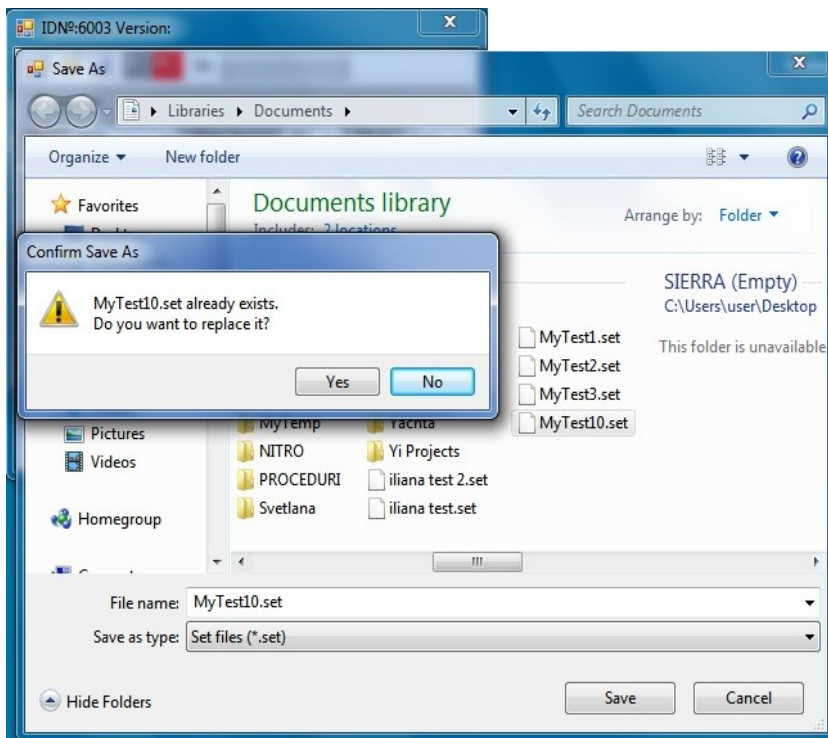 IDNº:6003 Version:
Save As
Libraries Documents
Search Documents
Organize New folder
Favorites
Documents library
Includes: 2 locations
Arrange by: Folder
Confirm Save As
MyTest10.set already exists.
Do you want to replace it?
Yes No
SIERRA (Empty)
C:\Users\user\Desktop
This folder is unavailable
MyTest1.set
MyTest2.set
MyTest3.set
MyTest10.set
Pictures
Videos
Homegroup
MyTemp
NITRO
PROCEDURI
Svetlana
Yachta
Yi Projects
iliana test 2.set
iliana test.set
File name: MyTest10.set
Save as type: Set files (*.set)
Hide Folders
Save Cancel